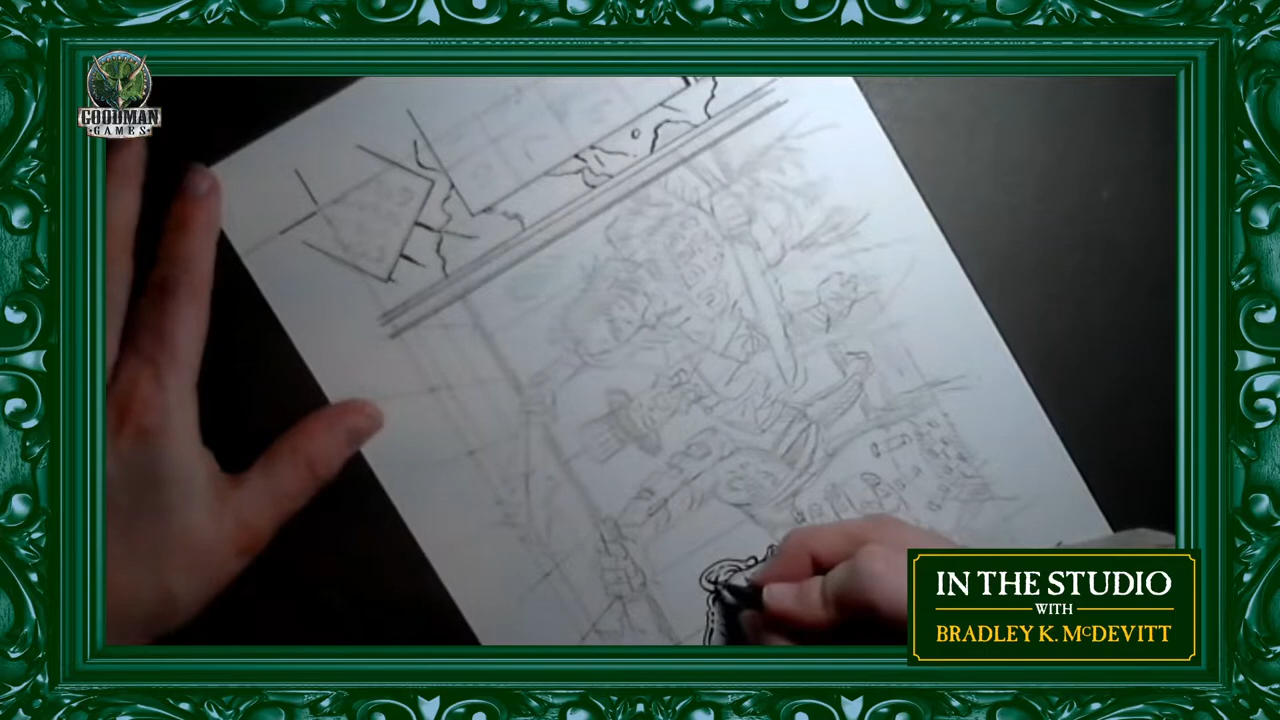 GOODMAN
GAMES
IN THE STUDIO
WITH
BRADLEY K. McDEVITT